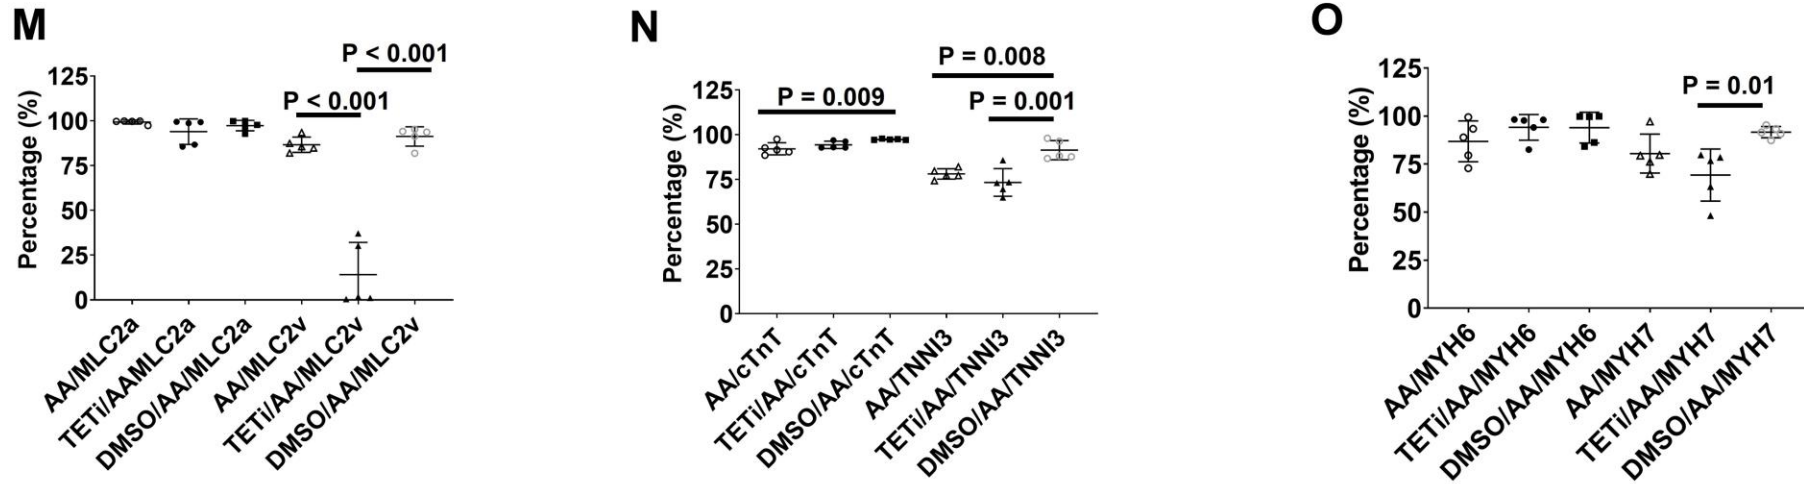 M
P < 0.001
P < 0.001
Percentage (%)
125
100
75
50
25
0
AA/MLC2a
TETi/AAMLC2a
DMSO/AA/MLC2a
AA/MLC2v
TETi/AA/MLC2v
DMSO/AA/MLC2v
N
P = 0.008
P = 0.009
P = 0.001
Percentage (%)
125
100
75
50
25
0
AA/cTnT
TETi/AA/cTnT
DMSO/AA/cTnT
AA/TNNI3
TETi/AA/TNNI3
DMSO/AA/TNNI3
O
P = 0.01
Percentage (%)
125
100
75
50
25
0
AA/MYH6
TETi/AA/MYH6
DMSO/AA/MYH6
AA/MYH7
TETi/AA/MYH7
DMSO/AA/MYH7